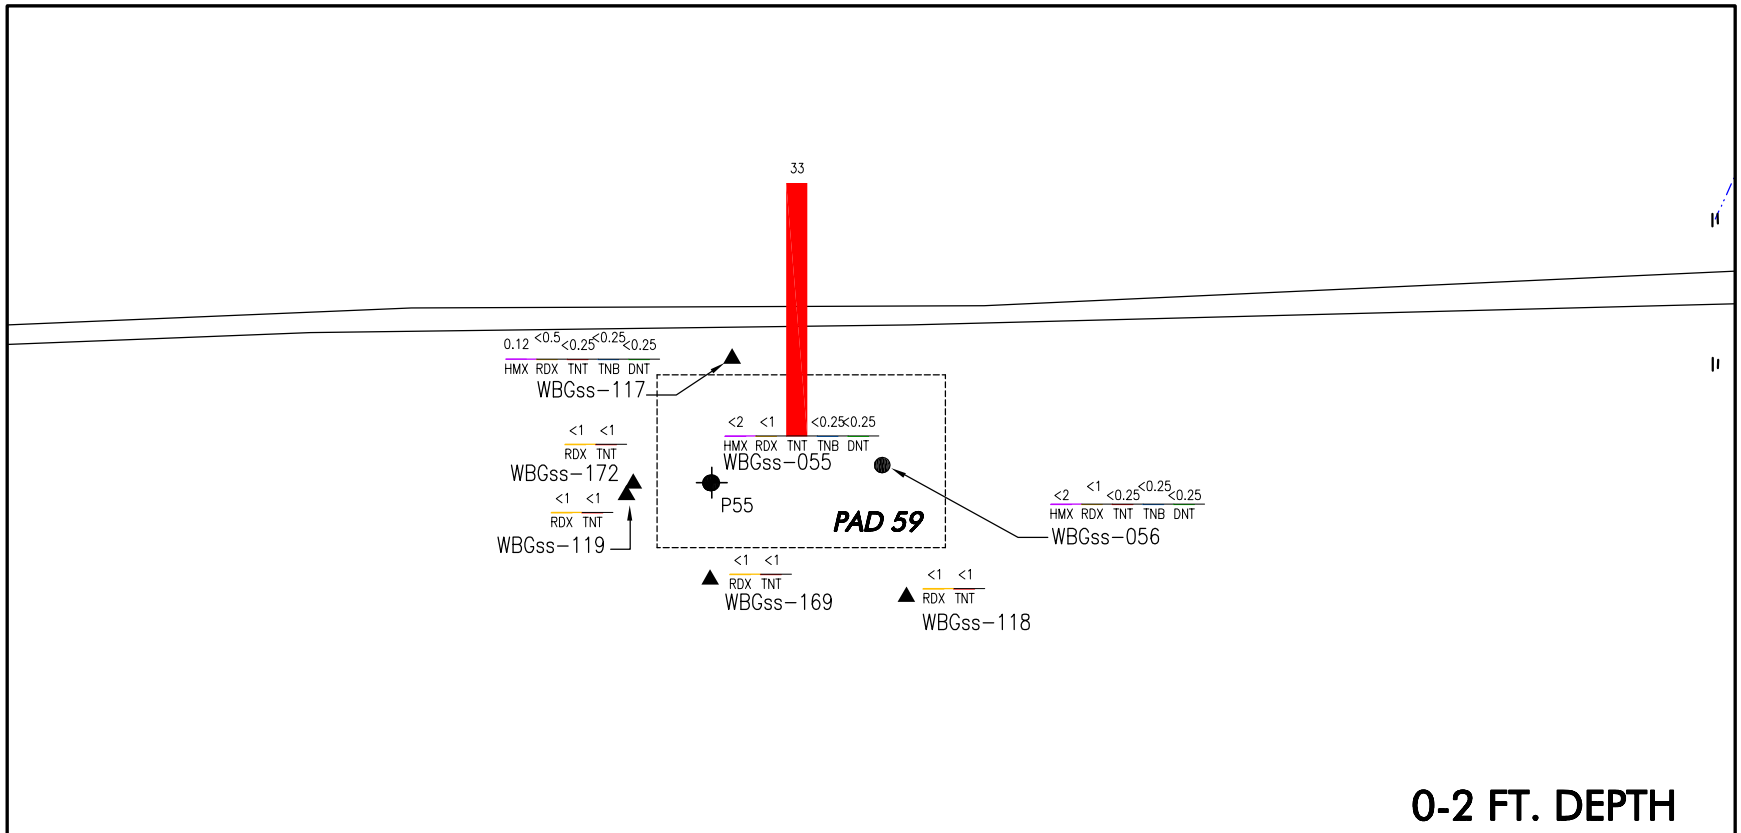 33
0.12 <0.5 <0.25 <0.25 <0.25
HMX RDX TNT TNB DNT
WBGss-117
<2 <1 <0.25 <0.25
HMX RDX TNT TNB DNT
WBGss-055
<1 <1
RDX TNT
WBGss-172
<1 <1
RDX TNT
WBGss-119
P55
PAD 59
<2 <1 <0.25 <0.25 <0.25
HMX RDX TNT TNB DNT
WBGss-056
<1 <1
RDX TNT
WBGss-169
<1 <1
RDX TNT
WBGss-118
0-2 FT. DEPTH